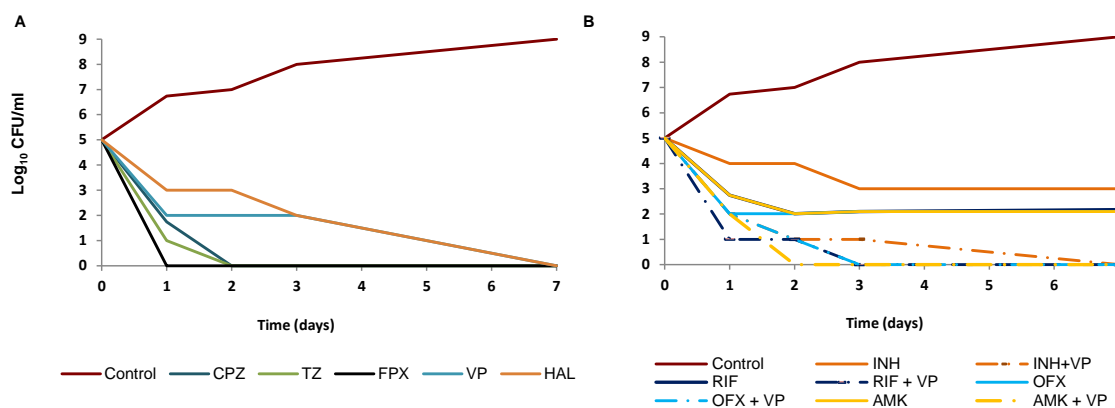 A
9
8
7
6
5
4
3
2
1
0
Log10 CFU/ml
0 1 2 3 4 5 6 7
Time (days)
Control CPZ TZ FPX VP HAL
B
9
8
7
6
5
4
3
2
1
0
0 1 2 3 4 5 6
Time (days)
Control INH INH+VP
RIF RIF + VP OFX
OFX + VP AMK AMK + VP